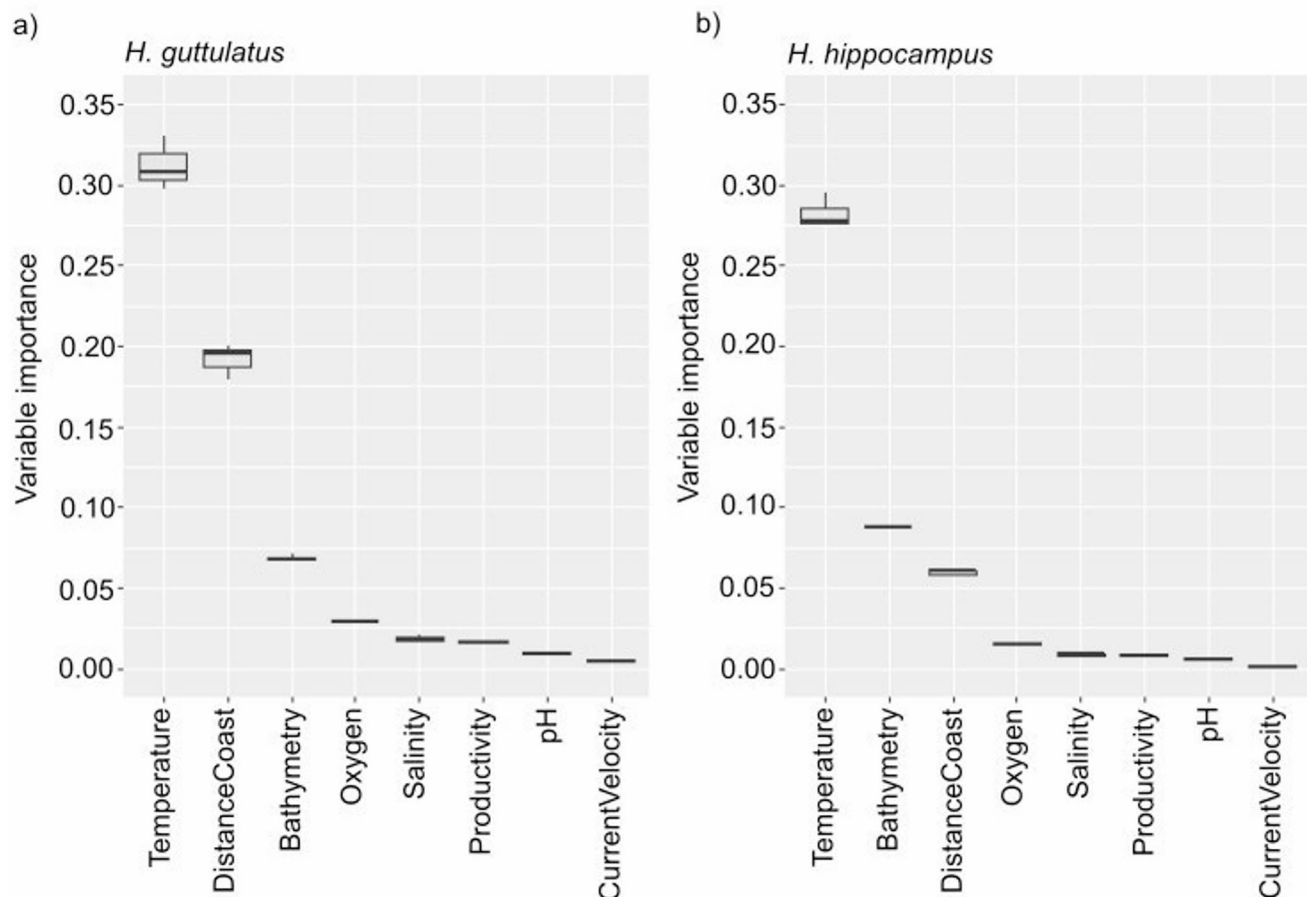 a)
H. guttulatus
Variable importance
0.35
0.30
0.25
0.20
0.15
0.10
0.05
0.00
Temperature
DistanceCoast
Bathymetry
Oxygen
Salinity
Productivity
pH
CurrentVelocity
b)
H. hippocampus
Variable importance
0.35
0.30
0.25
0.20
0.15
0.10
0.05
0.00
Temperature
Bathymetry
DistanceCoast
Oxygen
Salinity
Productivity
pH
CurrentVelocity